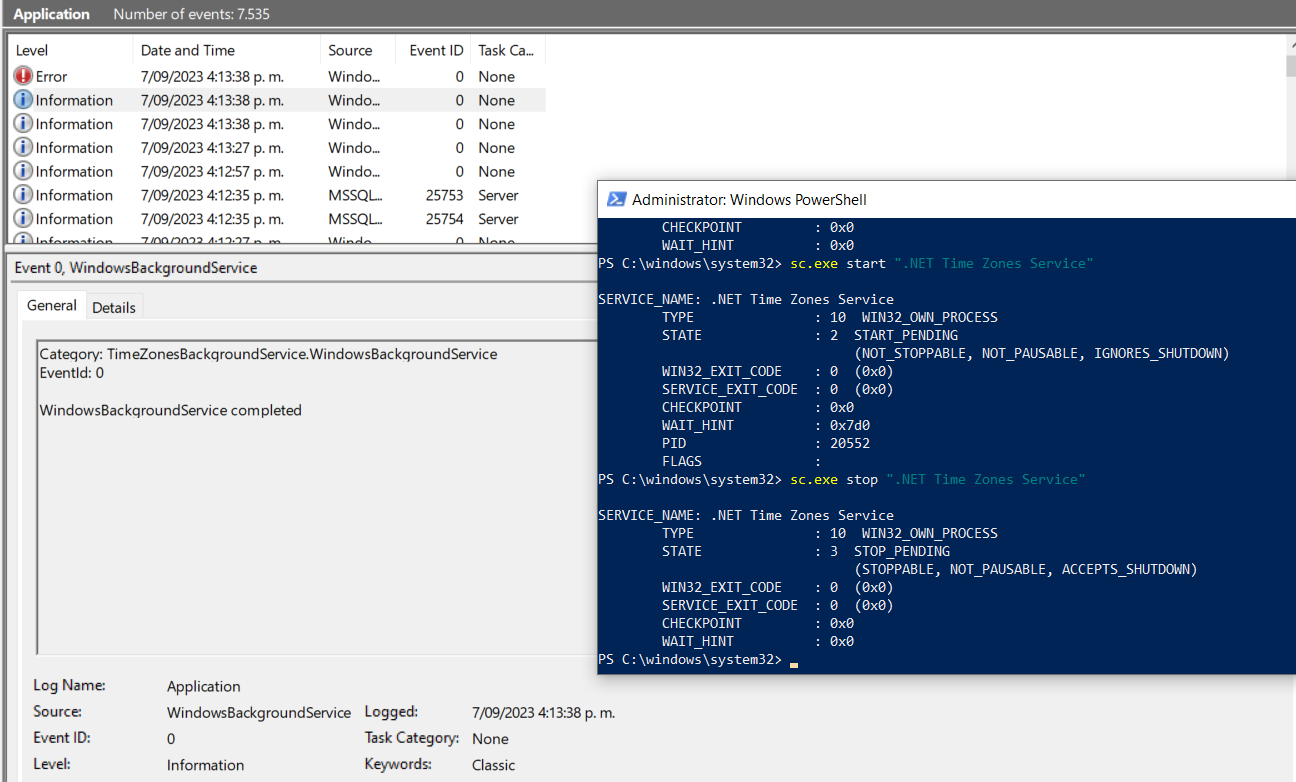 Application Number of events: 7.535
Level Date and Time Source Event ID Task Ca...
Error 7/09/2023 4:13:38 p. m. Windo... 0 None
Information 7/09/2023 4:13:38 p. m. Windo... 0 None
Information 7/09/2023 4:13:38 p. m. Windo... 0 None
Information 7/09/2023 4:13:27 p. m. Windo... 0 None
Information 7/09/2023 4:12:57 p. m. Windo... 0 None
Information 7/09/2023 4:12:35 p. m. MSSQL... 25753 Server
Information 7/09/2023 4:12:35 p. m. MSSQL... 25754 Server
Information 7/09/2023 4:12:27 p. m. Windo... 0 None
Event 0, WindowsBackgroundService
General Details
Category: TimeZonesBackgroundService.WindowsBackgroundService
EventId: 0
WindowsBackgroundService completed
Log Name: Application
Source: WindowsBackgroundService Logged: 7/09/2023 4:13:38 p. m.
Event ID: 0 Task Category: None
Level: Information Keywords: Classic
Administrator: Windows PowerShell
CHECKPOINT : 0x0
WAIT_HINT : 0x0
PS C:\windows\system32> sc.exe start ".NET Time Zones Service"
SERVICE_NAME: .NET Time Zones Service
TYPE : 10 WIN32_OWN_PROCESS
STATE : 2 START_PENDING
(NOT_STOPPABLE, NOT_PAUSABLE, IGNORES_SHUTDOWN)
WIN32_EXIT_CODE : 0 (0x0)
SERVICE_EXIT_CODE : 0 (0x0)
CHECKPOINT : 0x0
WAIT_HINT : 0x7d0
PID : 20552
FLAGS :
PS C:\windows\system32> sc.exe stop ".NET Time Zones Service"
SERVICE_NAME: .NET Time Zones Service
TYPE : 10 WIN32_OWN_PROCESS
STATE : 3 STOP_PENDING
(STOPPABLE, NOT_PAUSABLE, ACCEPTS_SHUTDOWN)
WIN32_EXIT_CODE : 0 (0x0)
SERVICE_EXIT_CODE : 0 (0x0)
CHECKPOINT : 0x0
WAIT_HINT : 0x0
PS C:\windows\system32>